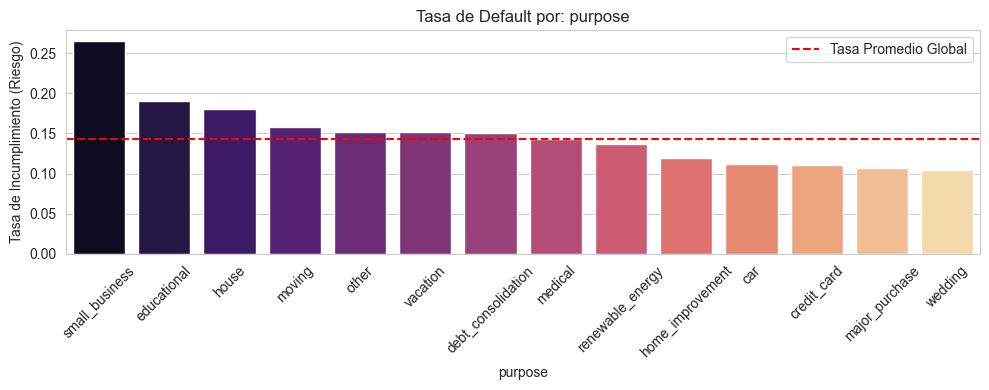 Tasa de Default por: purpose
Tasa Promedio Global
Tasa de Incumplimiento (Riesgo)
0.25
0.20
0.15
0.10
0.05
0.00
small_business
educational
house
moving
other
vacation
debt_consolidation
medical
renewable_energy
home_improvement
car
credit_card
major_purchase
wedding
purpose